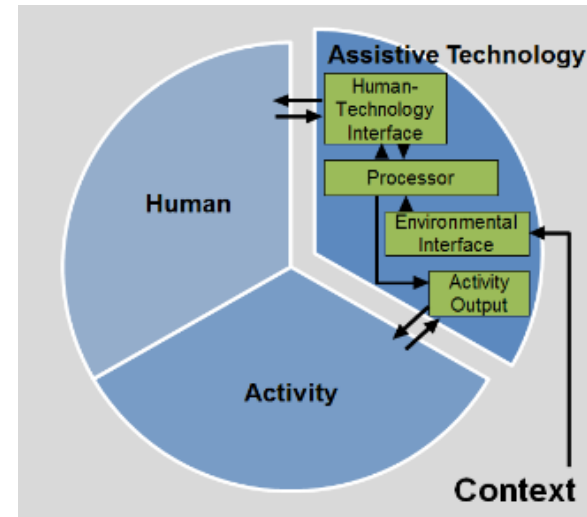 Assistive Technology
Human-
Technology
Interface
Processor
Human
Environmental
Interface
Activity
Output
Activity
Context